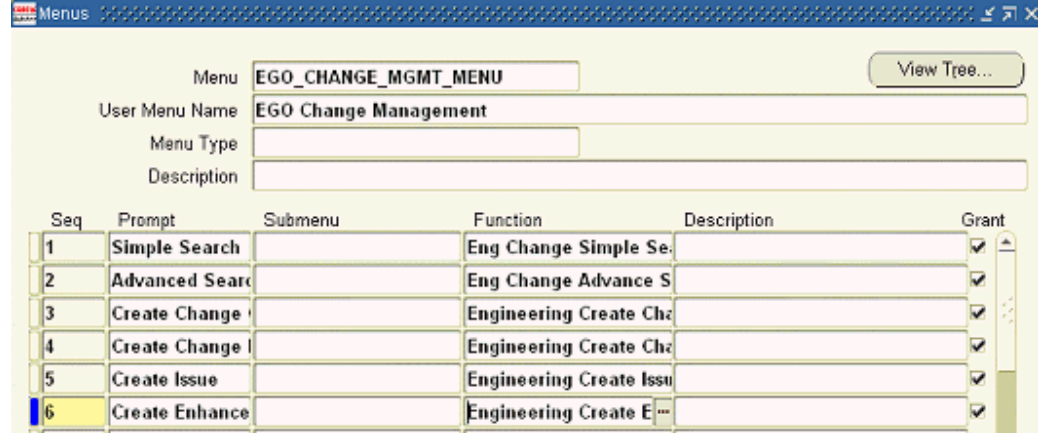 Menus
View Tree...
Menu EGO_CHANGE_MGMT_MENU
User Menu Name EGO Change Management
Menu Type
Description
Seq Prompt Submenu Function Description Grant
1 Simple Search Eng Change Simple Sea
2 Advanced Searc Eng Change Advance S
3 Create Change Engineering Create Cha
4 Create Change Engineering Create Cha
5 Create Issue Engineering Create Issu
6 Create Enhance Engineering Create E ...